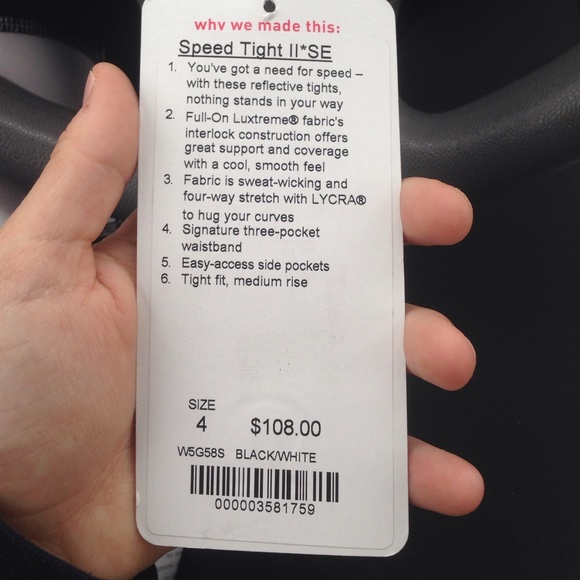 why we made this:
Speed Tight II*SE
1. You've got a need for speed –
with these reflective tights,
nothing stands in your way
2. Full-On Luxtreme® fabric's
interlock construction offers
great support and coverage
with a cool, smooth feel
3. Fabric is sweat-wicking and
four-way stretch with LYCRA®
to hug your curves
4. Signature three-pocket
waistband
5. Easy-access side pockets
6. Tight fit, medium rise
SIZE
4 $108.00
W5G58S BLACK/WHITE
000003581759